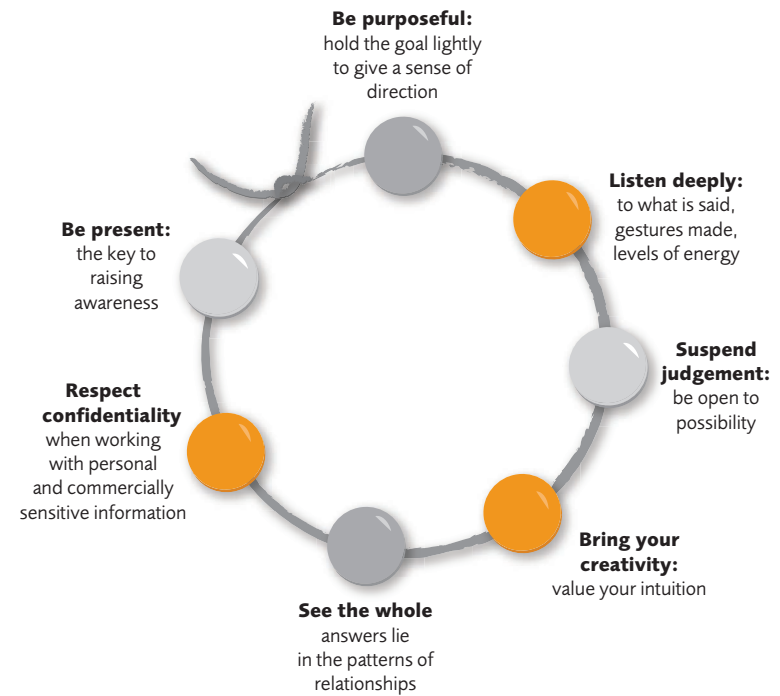 Be purposeful:
hold the goal lightly
to give a sense of
direction
Listen deeply:
to what is said,
gestures made,
levels of energy
Suspend
judgement:
be open to
possibility
Bring your
creativity:
value your intuition
See the whole
answers lie
in the patterns of
relationships
Respect
confidentiality
when working
with personal
and commercially
sensitive information
Be present:
the key to
raising
awareness